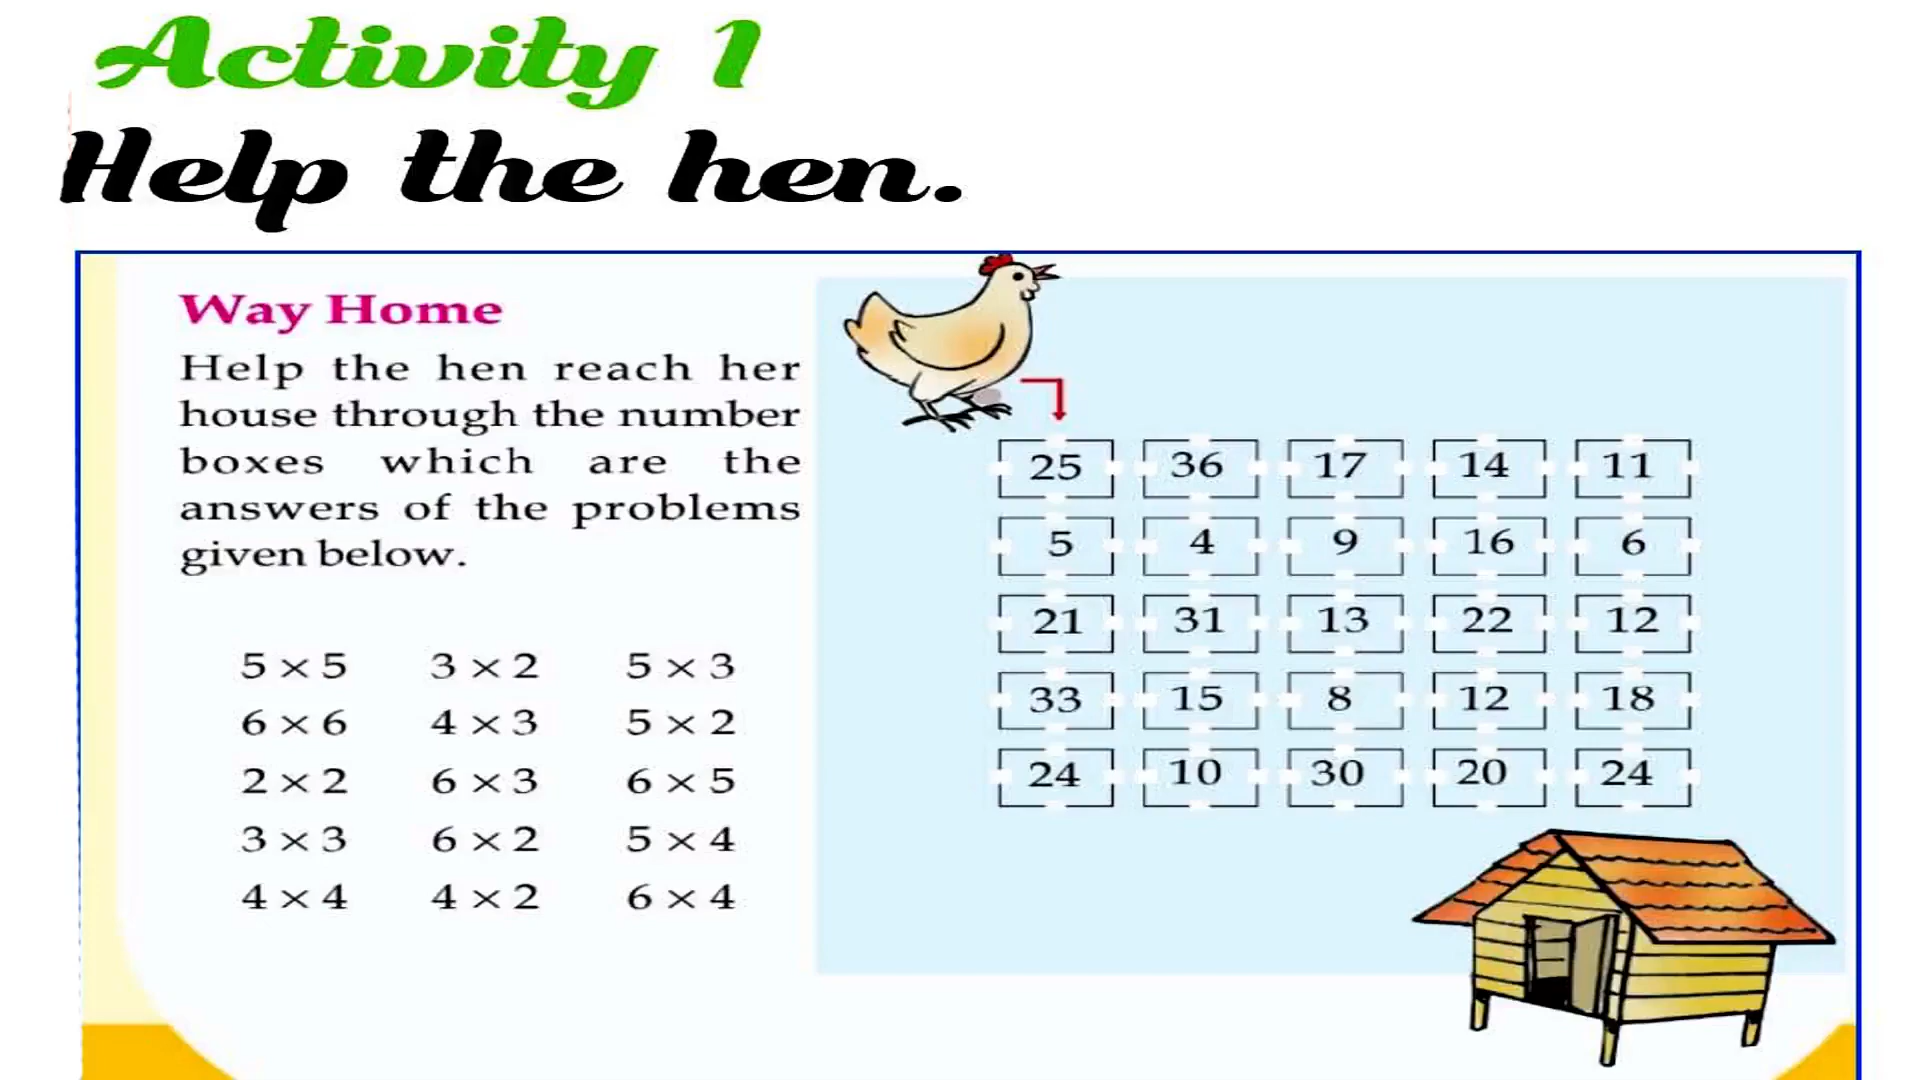 Activity 1
Help the hen.
Way Home
Help the hen reach her
house through the number
boxes which are the
answers of the problems
given below.
5 × 5 3 × 2 5 × 3
6 × 6 4 × 3 5 × 2
2 × 2 6 × 3 6 × 5
3 × 3 6 × 2 5 × 4
4 × 4 4 × 2 6 × 4
25 36 17 14 11
5 4 9 16 6
21 31 13 22 12
33 15 8 12 18
24 10 30 20 24